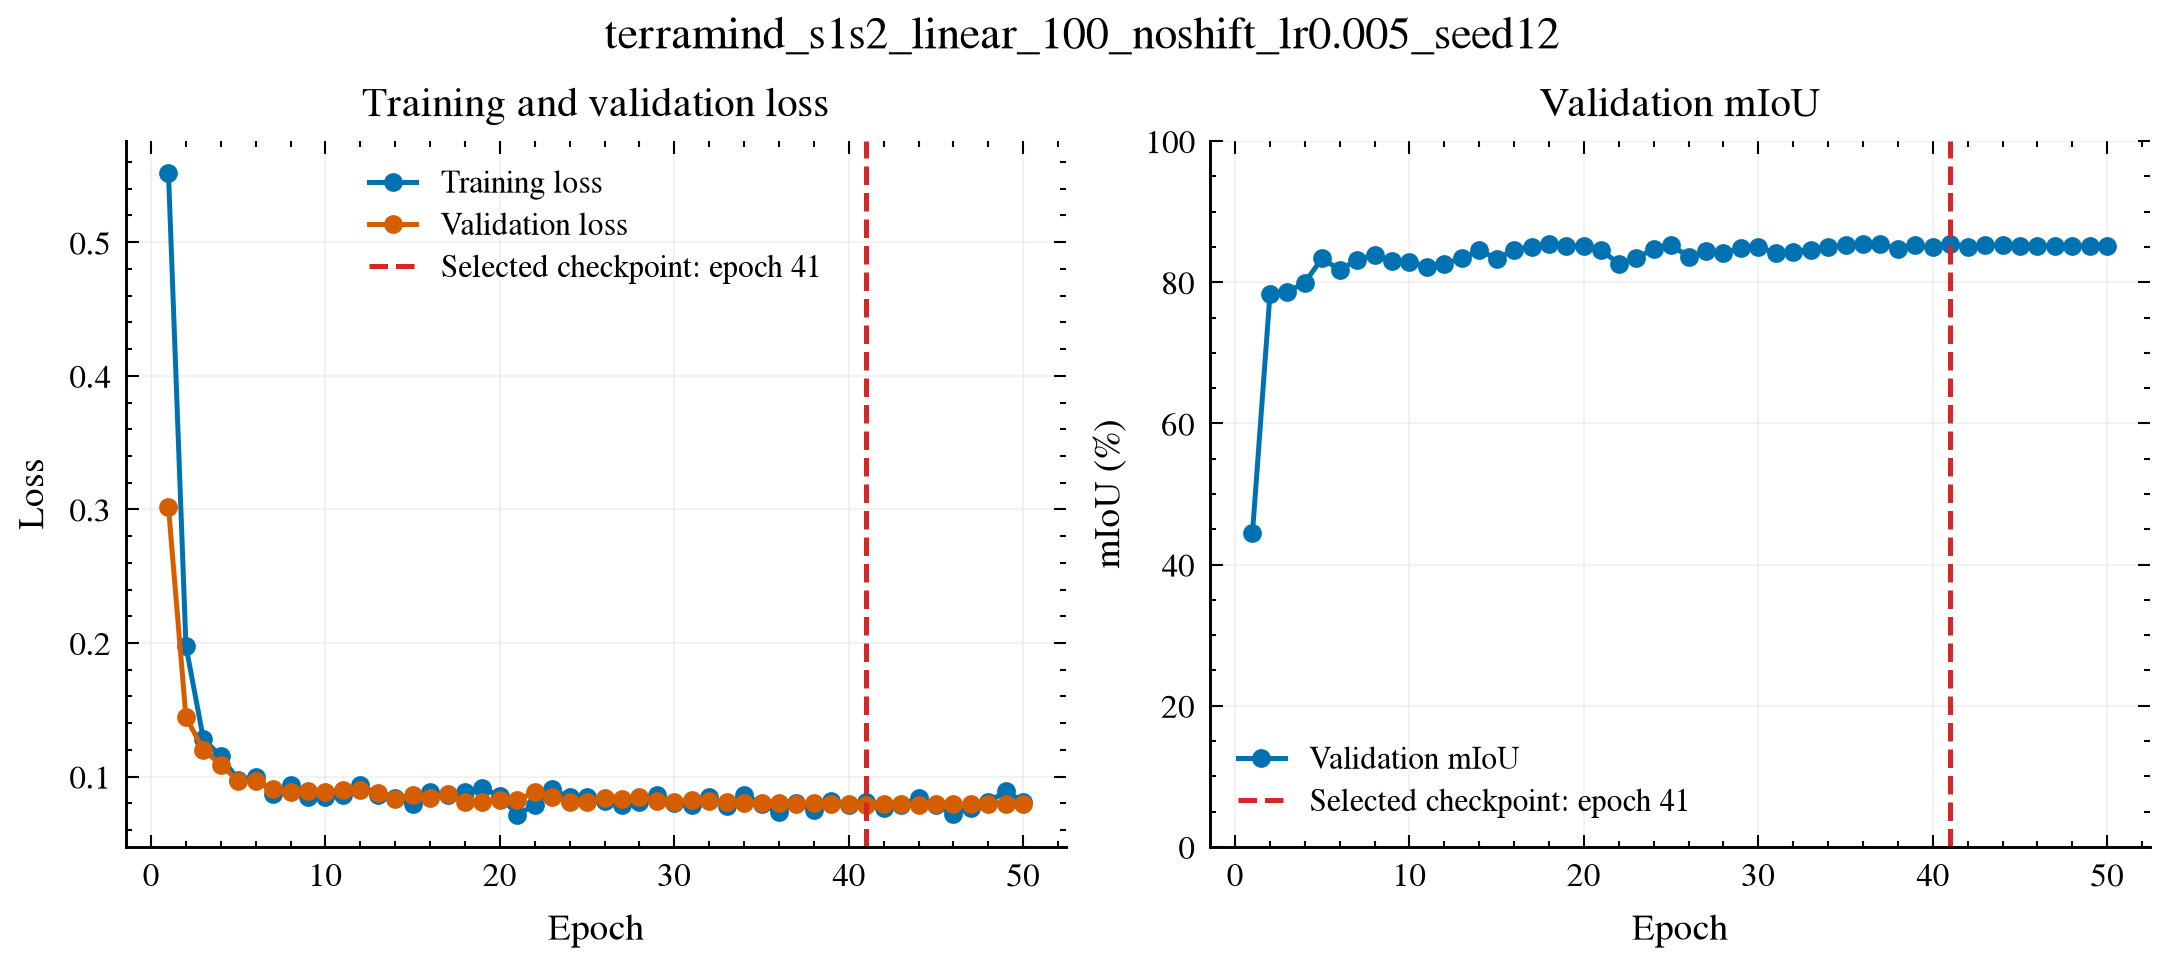 terramind_s1s2_linear_100_noshift_lr0.005_seed12
Training and validation loss
Training loss
Validation loss
Selected checkpoint: epoch 41
0.5
0.4
0.3
0.2
0.1
Loss
0 10 20 30 40 50
Epoch
Validation mIoU
100
80
60
40
20
0
mIoU (%)
Validation mIoU
Selected checkpoint: epoch 41
0 10 20 30 40 50
Epoch